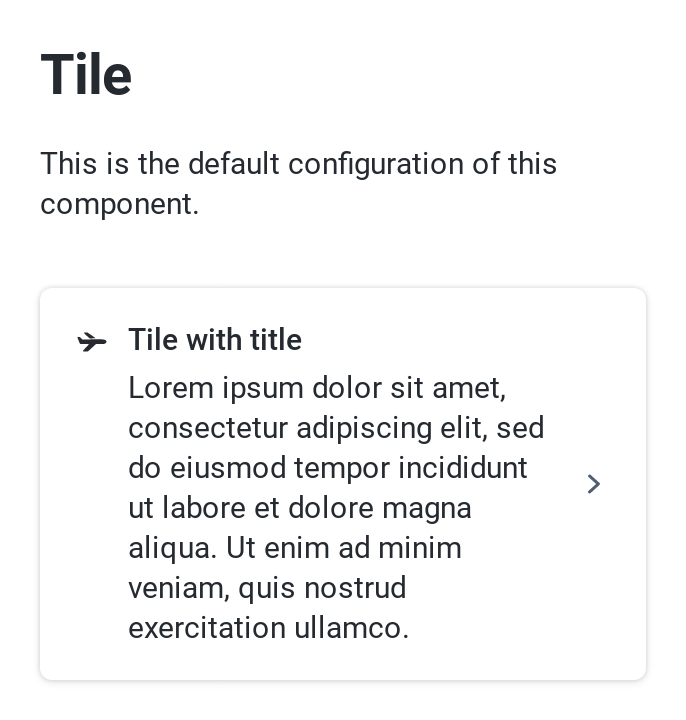 Tile
This is the default configuration of this
component.
Tile with title
Lorem ipsum dolor sit amet,
consectetur adipiscing elit, sed
do eiusmod tempor incididunt
ut labore et dolore magna
aliqua. Ut enim ad minim
veniam, quis nostrud
exercitation ullamco.